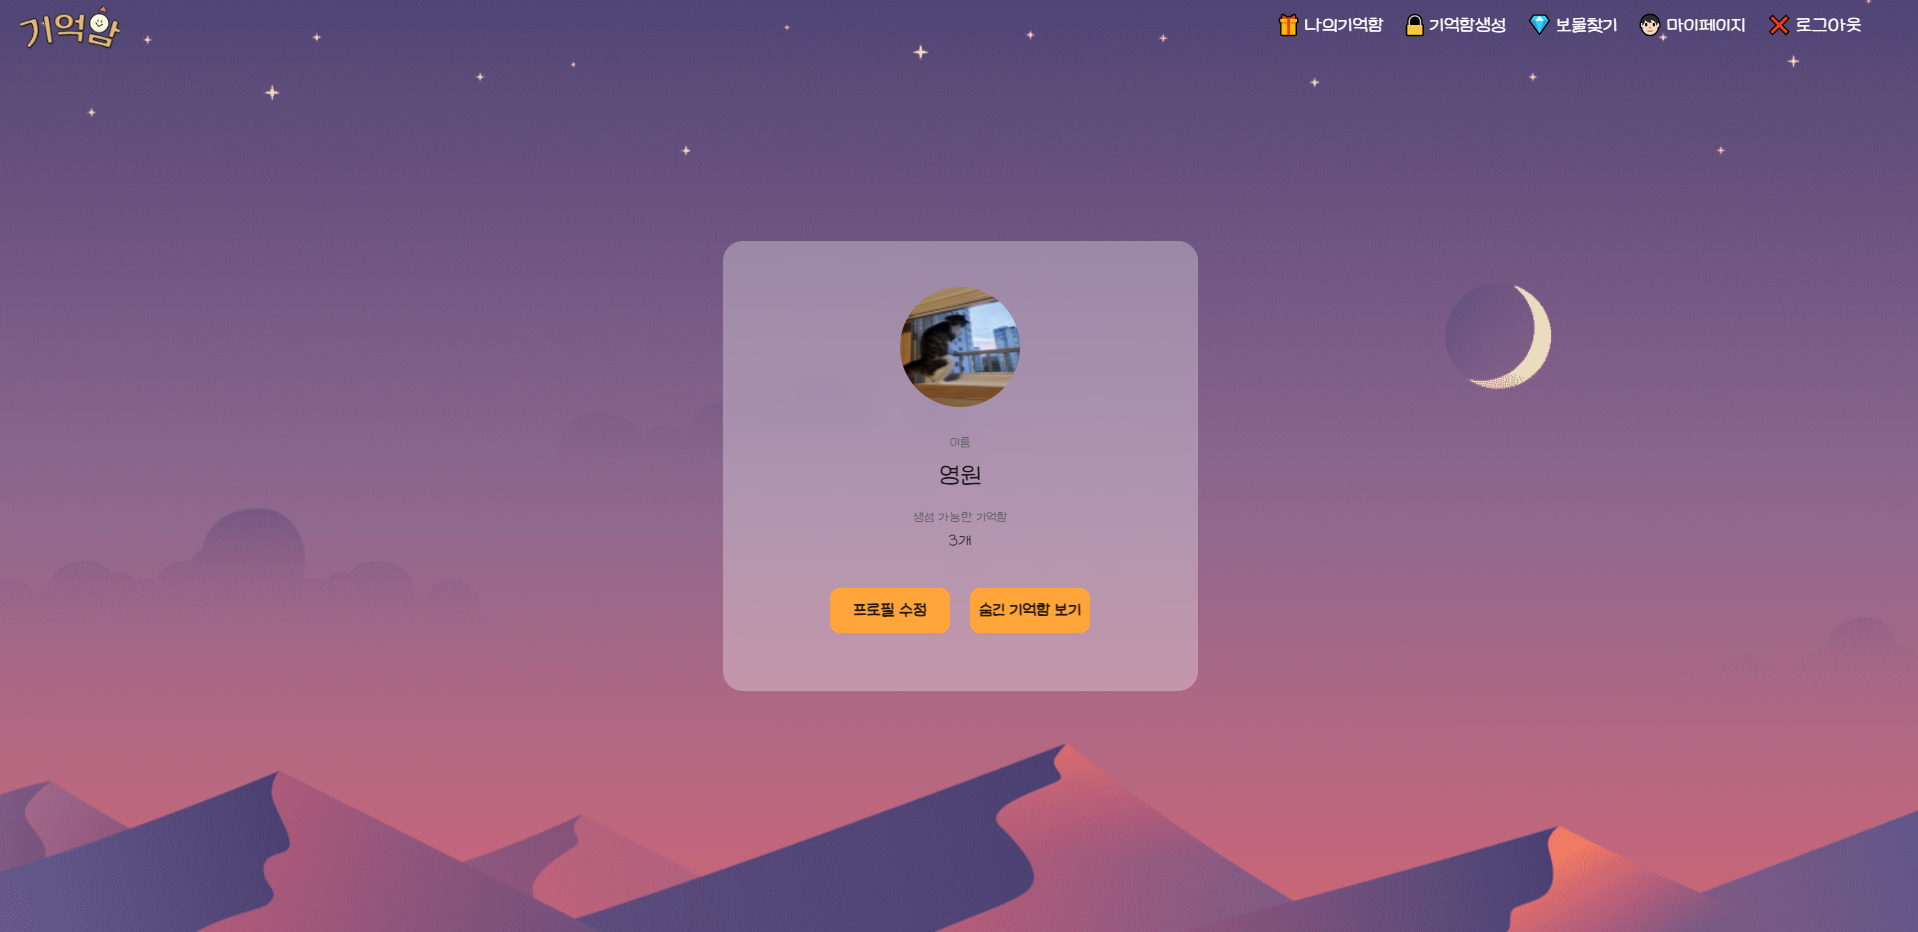 기억함
나의기억함 기억함생성 보물찾기 마이페이지 로그아웃
이름
영원
생성 가능한 기억함
3개
프로필 수정 숨긴 기억함 보기